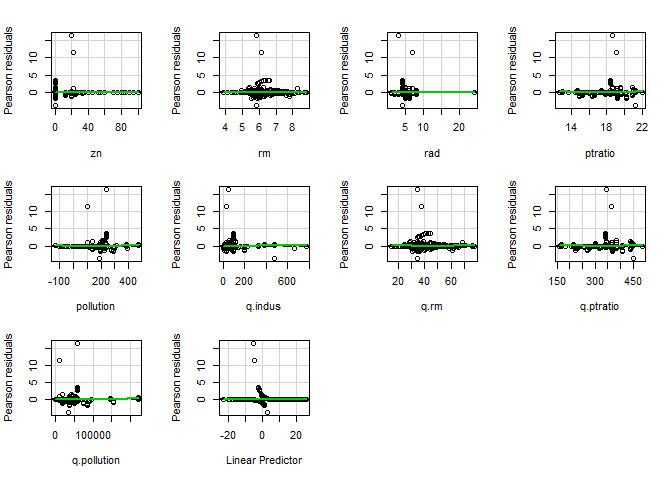 Pearson residuals
0 5 10
0 40 80
zn
Pearson residuals
0 5 10
4 5 6 7 8
rm
Pearson residuals
0 5 10
5 10 20
rad
Pearson residuals
0 5 10
14 18 22
ptratio
Pearson residuals
0 5 10
-100 200 400
pollution
Pearson residuals
0 5 10
0 200 600
q.indus
Pearson residuals
0 5 10
20 40 60
q.rm
Pearson residuals
0 5 10
150 300 450
q.ptratio
Pearson residuals
0 5 10
0 100000
q.pollution
Pearson residuals
0 5 10
-20 0 20
Linear Predictor